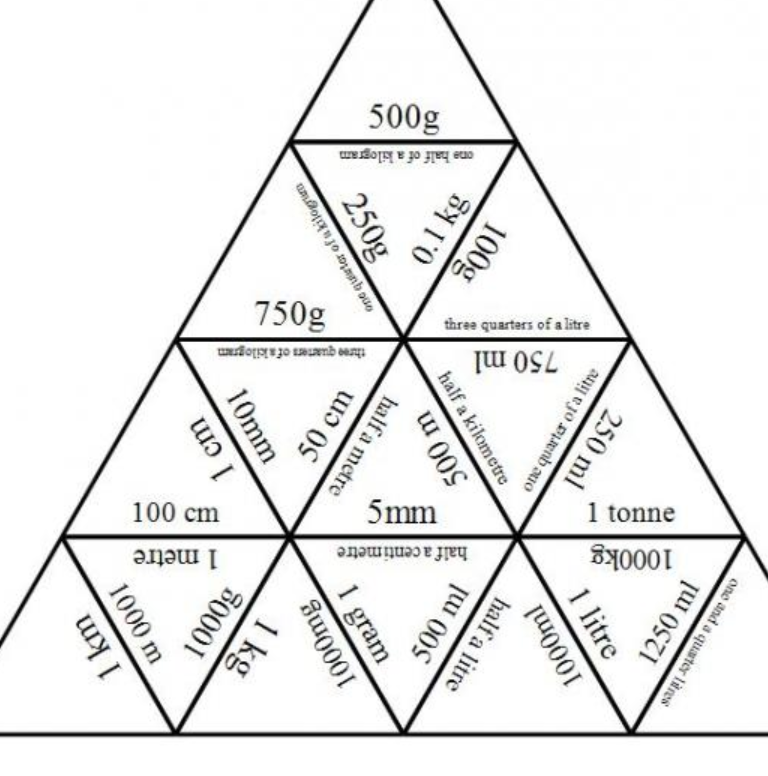 500g
one half of a kilogram
one quarter of a kilogram
250g
0.1 kg
100g
750g
three quarters of a litre
three quarters of a kilogram
750 ml
1 cm
10mm
50 cm
half a metre
500 m
half a kilometre
one quarter of a litre
250 ml
100 cm
5mm
1 tonne
1 metre
half a centimetre
1000kg
1 km
1000 m
1000g
1 kg
1000mg
1 gram
500 ml
half a litre
1000ml
1 litre
1250 ml
one and a quarter litres